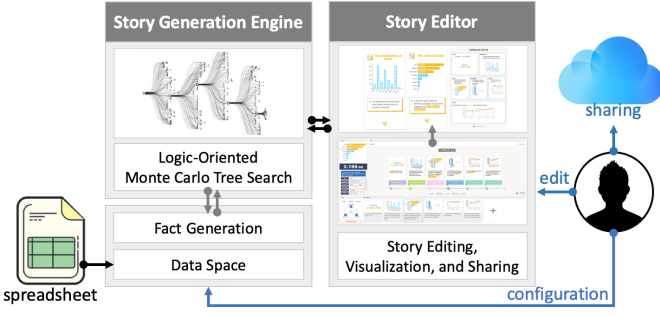 Story Generation Engine
Logic-Oriented
Monte Carlo Tree Search
Fact Generation
Data Space
spreadsheet
Story Editor
Story Editing,
Visualization, and Sharing
sharing
edit
configuration